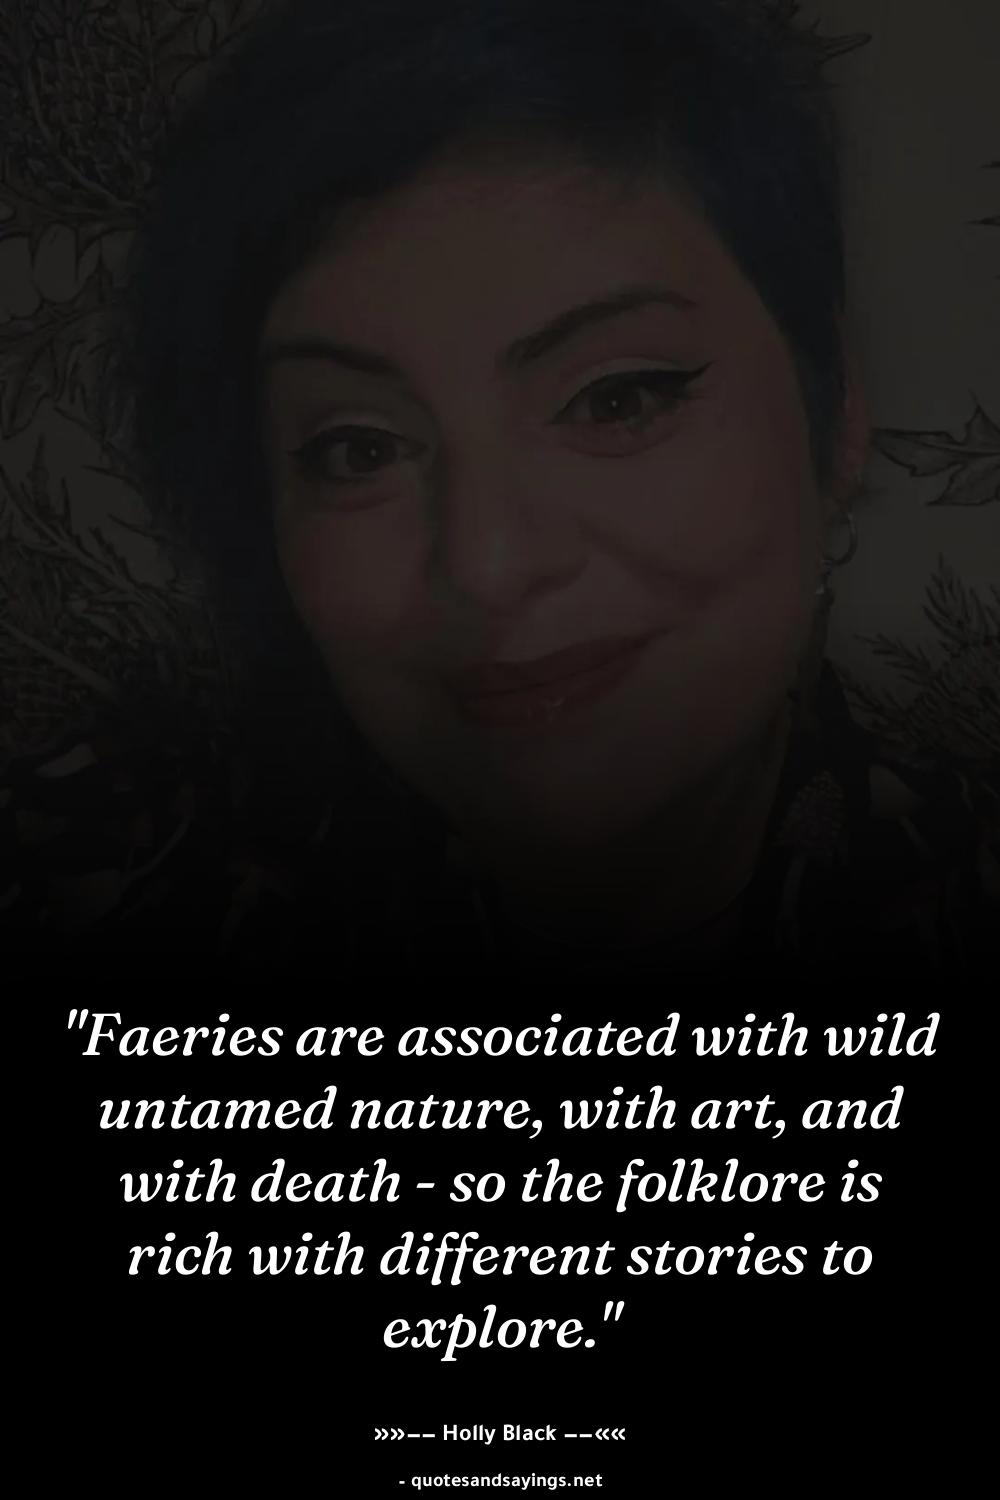 "Faeries are associated with wild
untamed nature, with art, and
with death - so the folklore is
rich with different stories to
explore."
»»−− Holly Black −−««
- quotesandsayings.net